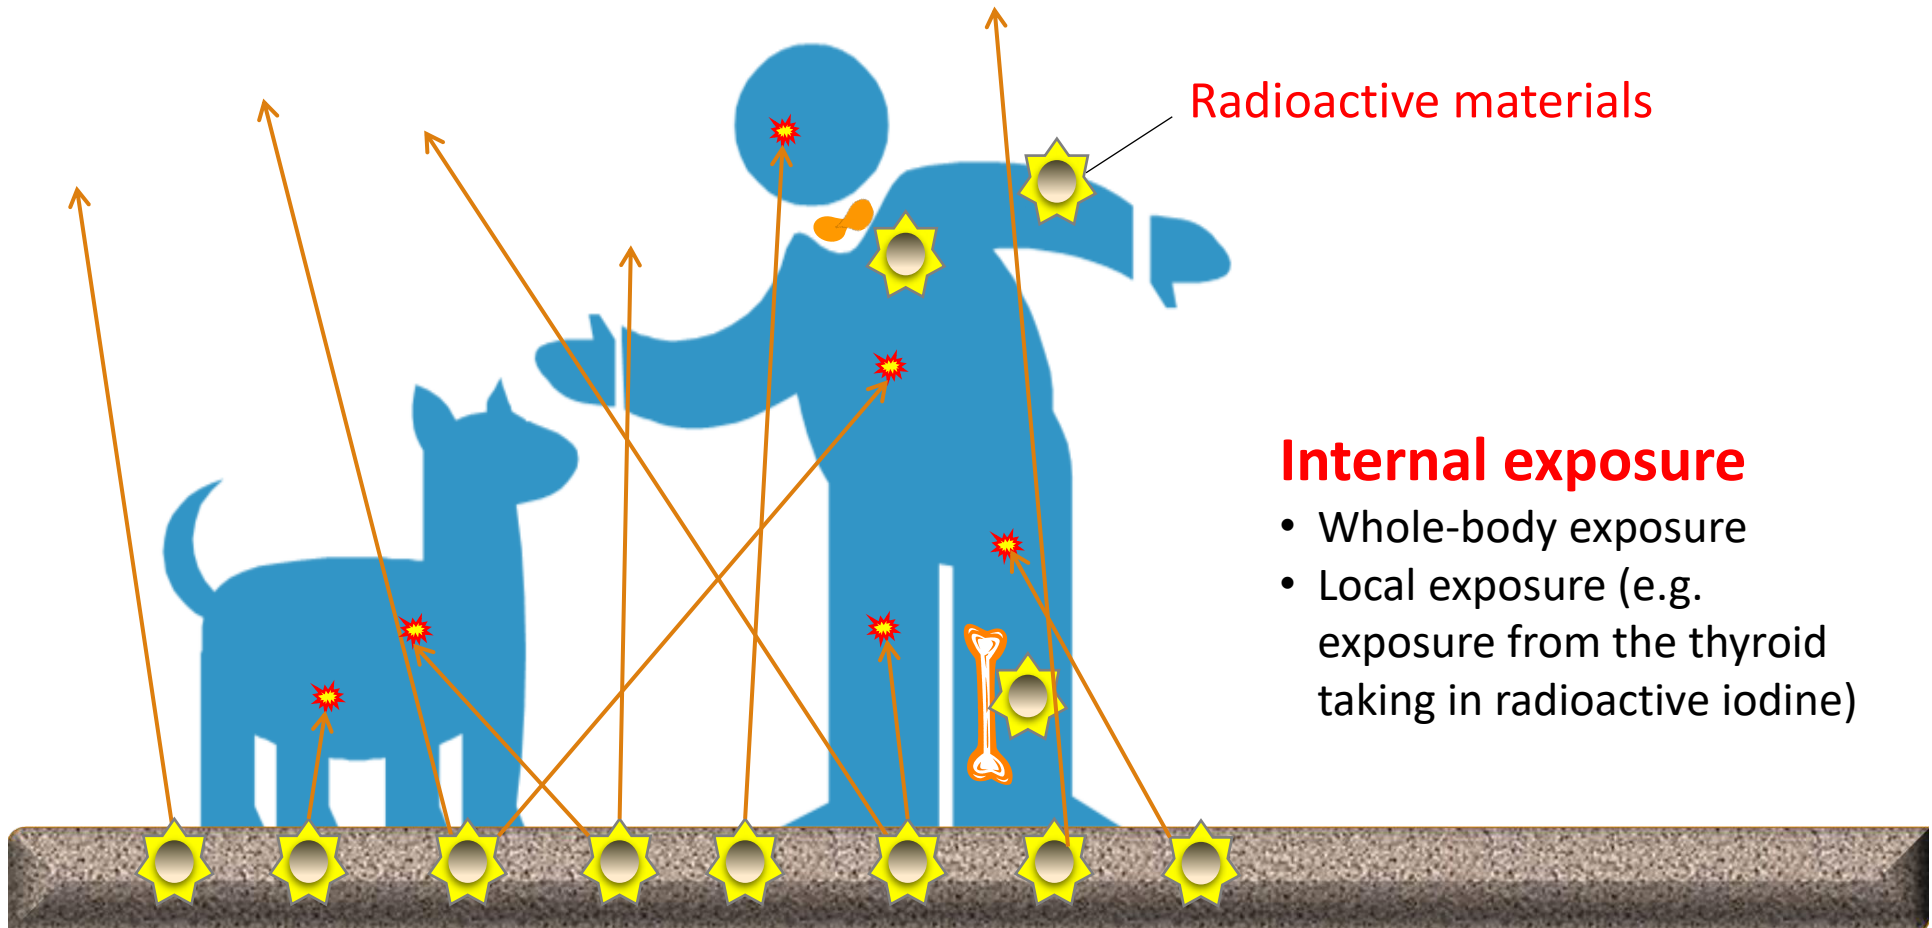 Radioactive materials
Internal exposure
• Whole-body exposure
• Local exposure (e.g.
exposure from the thyroid
taking in radioactive iodine)